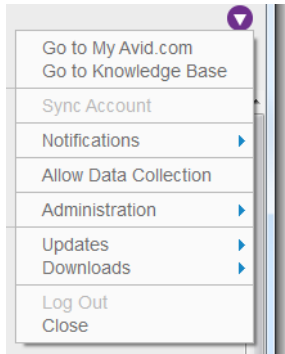 Go to My Avid.com
Go to Knowledge Base
Sync Account
Notifications
Allow Data Collection
Administration
Updates
Downloads
Log Out
Close